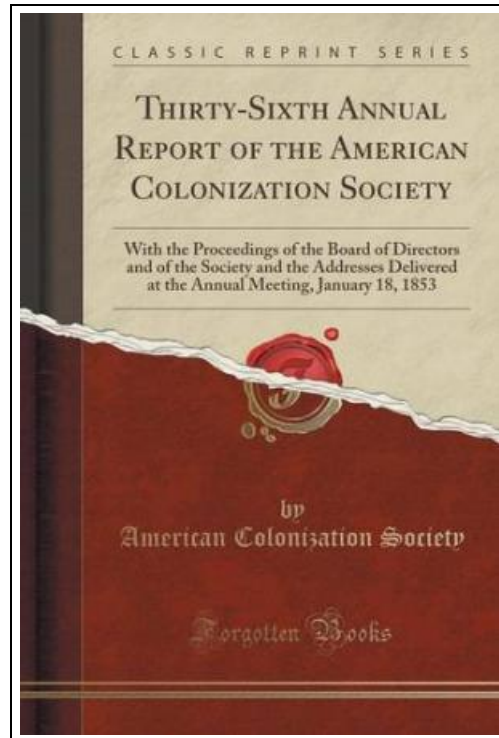 CLASSIC REPRINT SERIES
THIRTY-SIXTH ANNUAL
REPORT OF THE AMERICAN
COLONIZATION SOCIETY
With the Proceedings of the Board of Directors
and of the Society and the Addresses Delivered
at the Annual Meeting, January 18, 1853
by
American Colonization Society
Forgotten Books